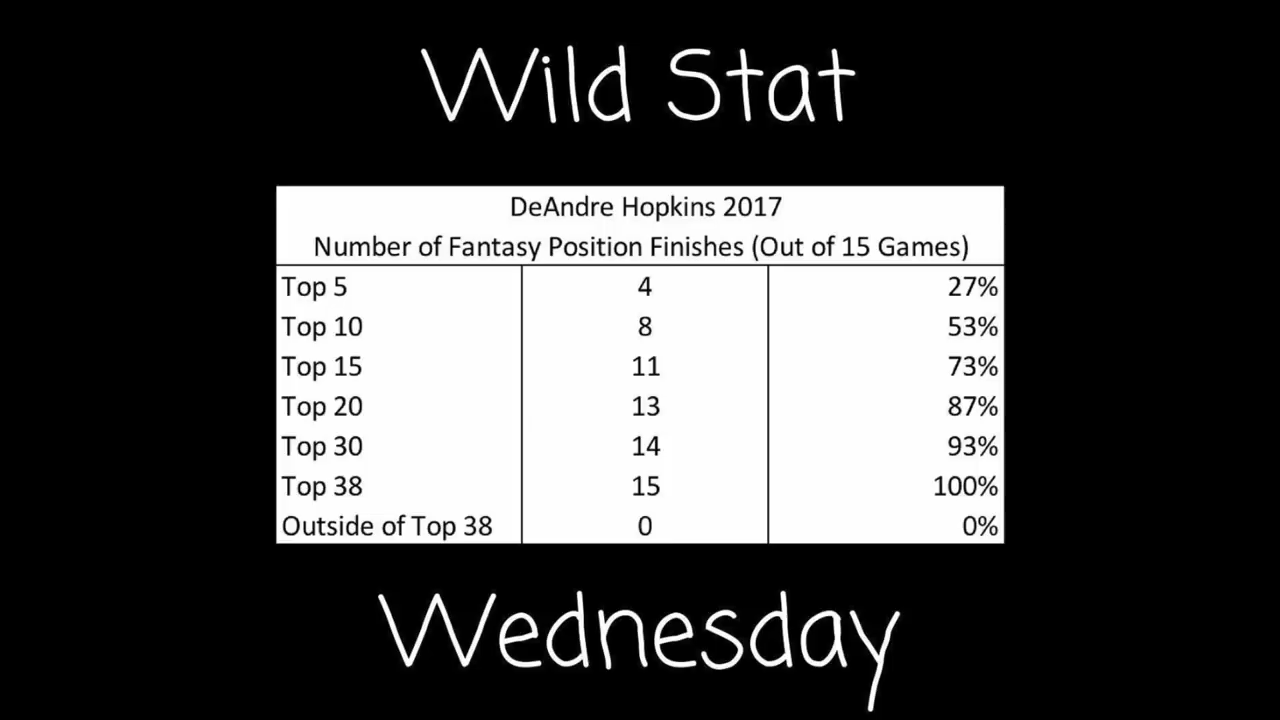 Wild Stat
DeAndre Hopkins 2017
Number of Fantasy Position Finishes (Out of 15 Games)
Top 5 4 27%
Top 10 8 53%
Top 15 11 73%
Top 20 13 87%
Top 30 14 93%
Top 38 15 100%
Outside of Top 38 0 0%
Wednesday